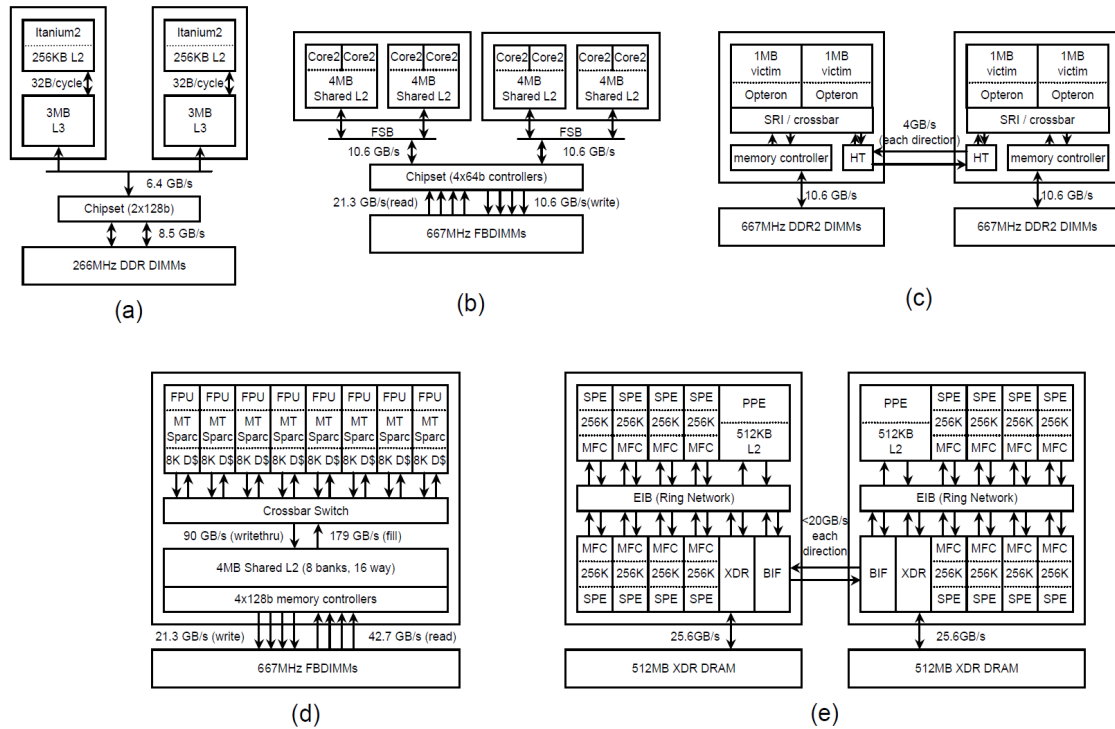 Itanium2
256KB L2
32B/cycle
3MB
L3
Itanium2
256KB L2
32B/cycle
3MB
L3
6.4 GB/s
Chipset (2x128b)
8.5 GB/s
266MHz DDR DIMMs
(a)
Core2 Core2 Core2 Core2
4MB
Shared L2
4MB
Shared L2
Core2 Core2 Core2 Core2
4MB
Shared L2
4MB
Shared L2
FSB
FSB
10.6 GB/s
10.6 GB/s
Chipset (4x64b controllers)
21.3 GB/s(read)
10.6 GB/s(write)
667MHz FBDIMMs
(b)
1MB
victim
Opteron
1MB
victim
Opteron
SRI / crossbar
memory controller
HT
10.6 GB/s
667MHz DDR2 DIMMs
4GB/s
(each direction)
1MB
victim
Opteron
1MB
victim
Opteron
SRI / crossbar
HT
memory controller
10.6 GB/s
667MHz DDR2 DIMMs
(c)
FPU FPU FPU FPU FPU FPU FPU FPU
MT MT MT MT MT MT MT MT
Sparc Sparc Sparc Sparc Sparc Sparc Sparc Sparc
8K D$ 8K D$ 8K D$ 8K D$ 8K D$ 8K D$ 8K D$ 8K D$
Crossbar Switch
90 GB/s (writethru)
179 GB/s (fill)
4MB Shared L2 (8 banks, 16 way)
4x128b memory controllers
21.3 GB/s (write)
42.7 GB/s (read)
667MHz FBDIMMs
(d)
SPE SPE SPE SPE
256K 256K 256K 256K
MFC MFC MFC MFC
PPE
512KB
L2
EIB (Ring Network)
MFC MFC MFC MFC
256K 256K 256K 256K
SPE SPE SPE SPE
XDR
BIF
25.6GB/s
512MB XDR DRAM
<20GB/s
each
direction
PPE
512KB
L2
SPE SPE SPE SPE
256K 256K 256K 256K
MFC MFC MFC MFC
EIB (Ring Network)
BIF
XDR
MFC MFC MFC MFC
256K 256K 256K 256K
SPE SPE SPE SPE
25.6GB/s
512MB XDR DRAM
(e)